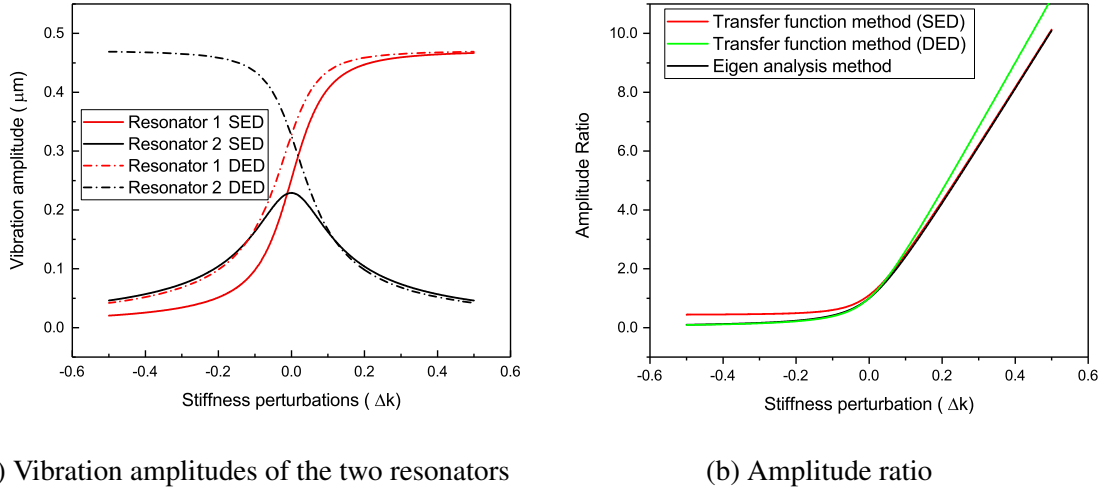 0.5
0.4
0.3
0.2
0.1
0.0
Vibration amplitude ( μm)
Resonator 1 SED
Resonator 2 SED
Resonator 1 DED
Resonator 2 DED
-0.6 -0.4 -0.2 0.0 0.2 0.4 0.6
Stiffness perturbations ( Δk)
) Vibration amplitudes of the two resonators
10.0
8.0
6.0
4.0
2.0
0.0
Amplitude Ratio
Transfer function method (SED)
Transfer function method (DED)
Eigen analysis method
-0.6 -0.4 -0.2 0.0 0.2 0.4 0.6
Stiffness perturbation ( Δk)
(b) Amplitude ratio